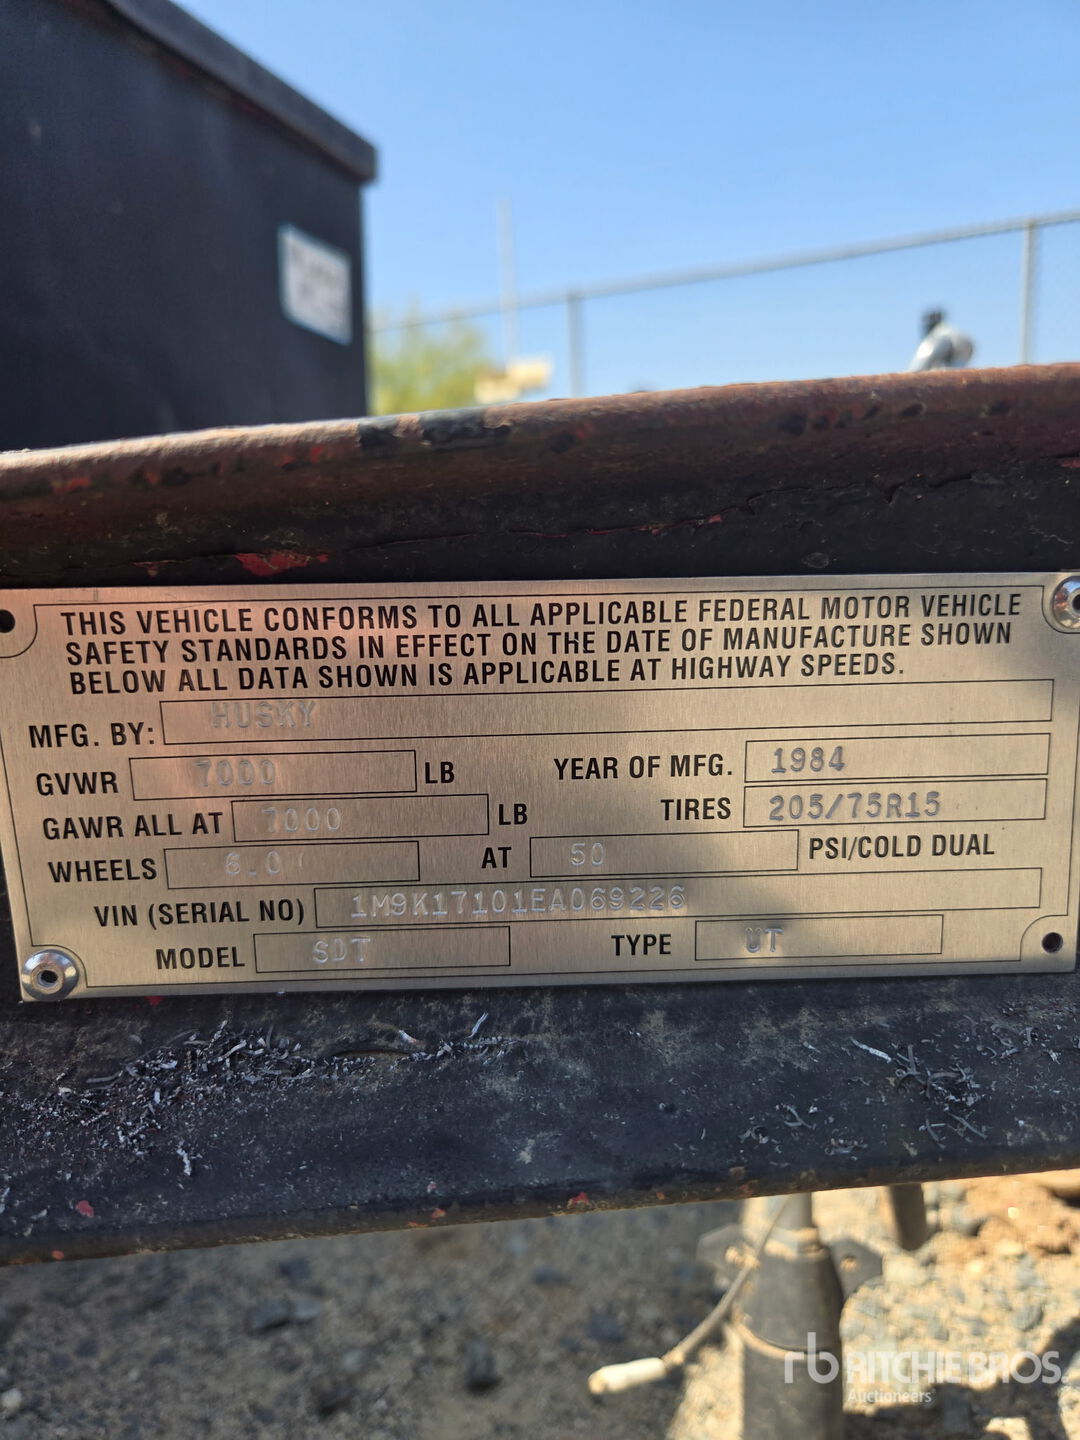 THIS VEHICLE CONFORMS TO ALL APPLICABLE FEDERAL MOTOR VEHICLE
SAFETY STANDARDS IN EFFECT ON THE DATE OF MANUFACTURE SHOWN
BELOW ALL DATA SHOWN IS APPLICABLE AT HIGHWAY SPEEDS.
MFG. BY: HUSKY
GVWR 7000 LB YEAR OF MFG. 1984
GAWR ALL AT 7000 LB TIRES 205/75R15
WHEELS 6.0 AT 50 PSI/COLD DUAL
VIN (SERIAL NO) 1M9K17101EA069226
MODEL SDT TYPE UT
rb RITCHIE BROS.
Auctioneers